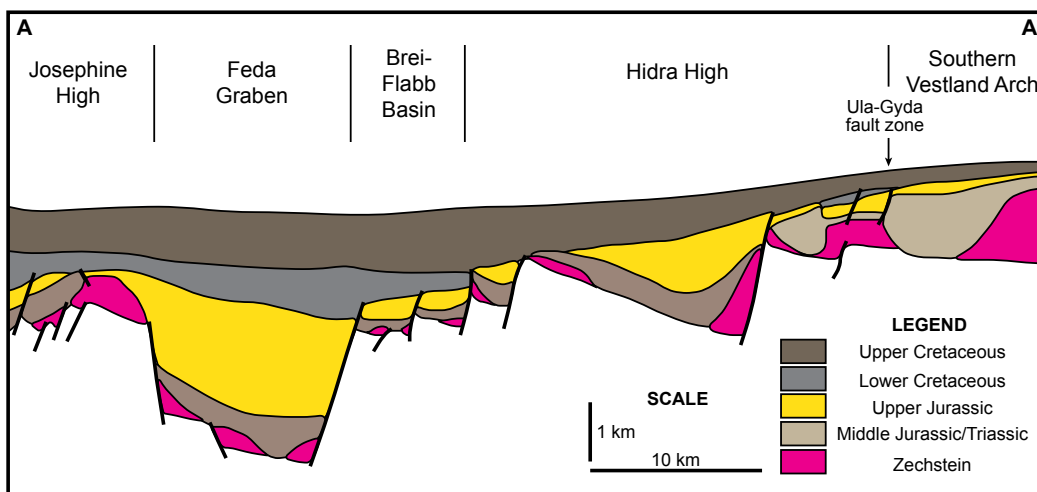 A
A
Josephine
High
Feda
Graben
Brei-
Flabb
Basin
Hidra High
Southern
Vestland Arch
Ula-Gyda
fault zone
LEGEND
Upper Cretaceous
Lower Cretaceous
Upper Jurassic
Middle Jurassic/Triassic
Zechstein
SCALE
1 km
10 km